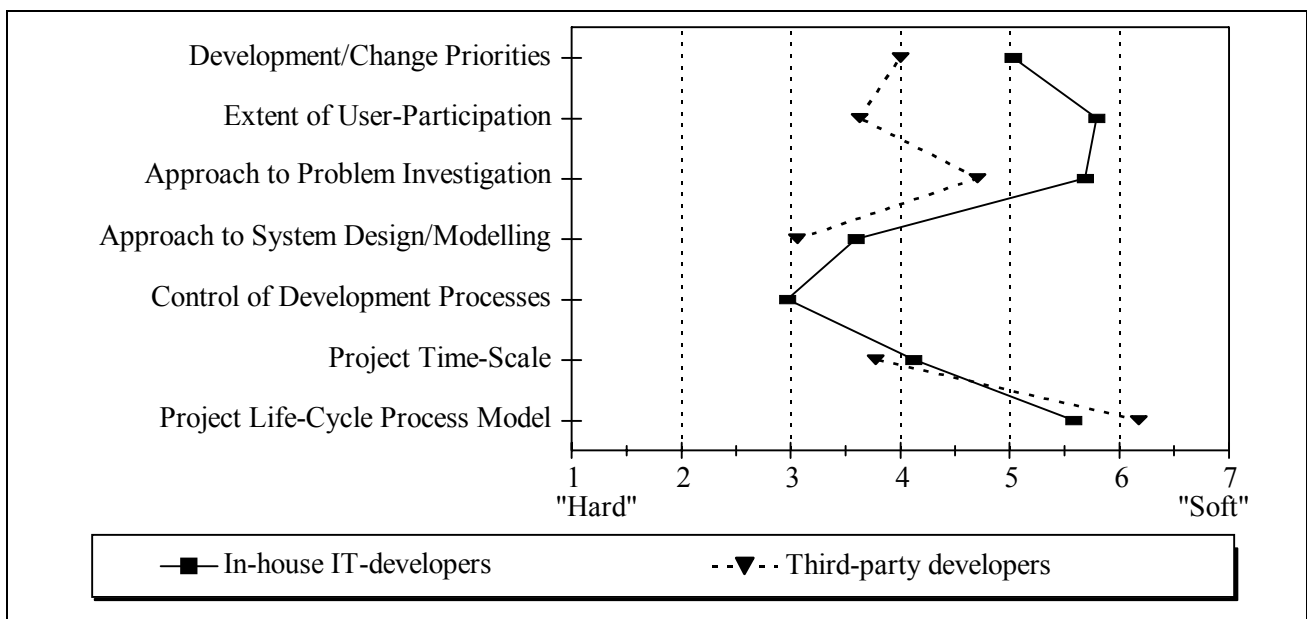 Development/Change Priorities
Extent of User-Participation
Approach to Problem Investigation
Approach to System Design/Modelling
Control of Development Processes
Project Time-Scale
Project Life-Cycle Process Model
1 2 3 4 5 6 7
"Hard" "Soft"
In-house IT-developers Third-party developers